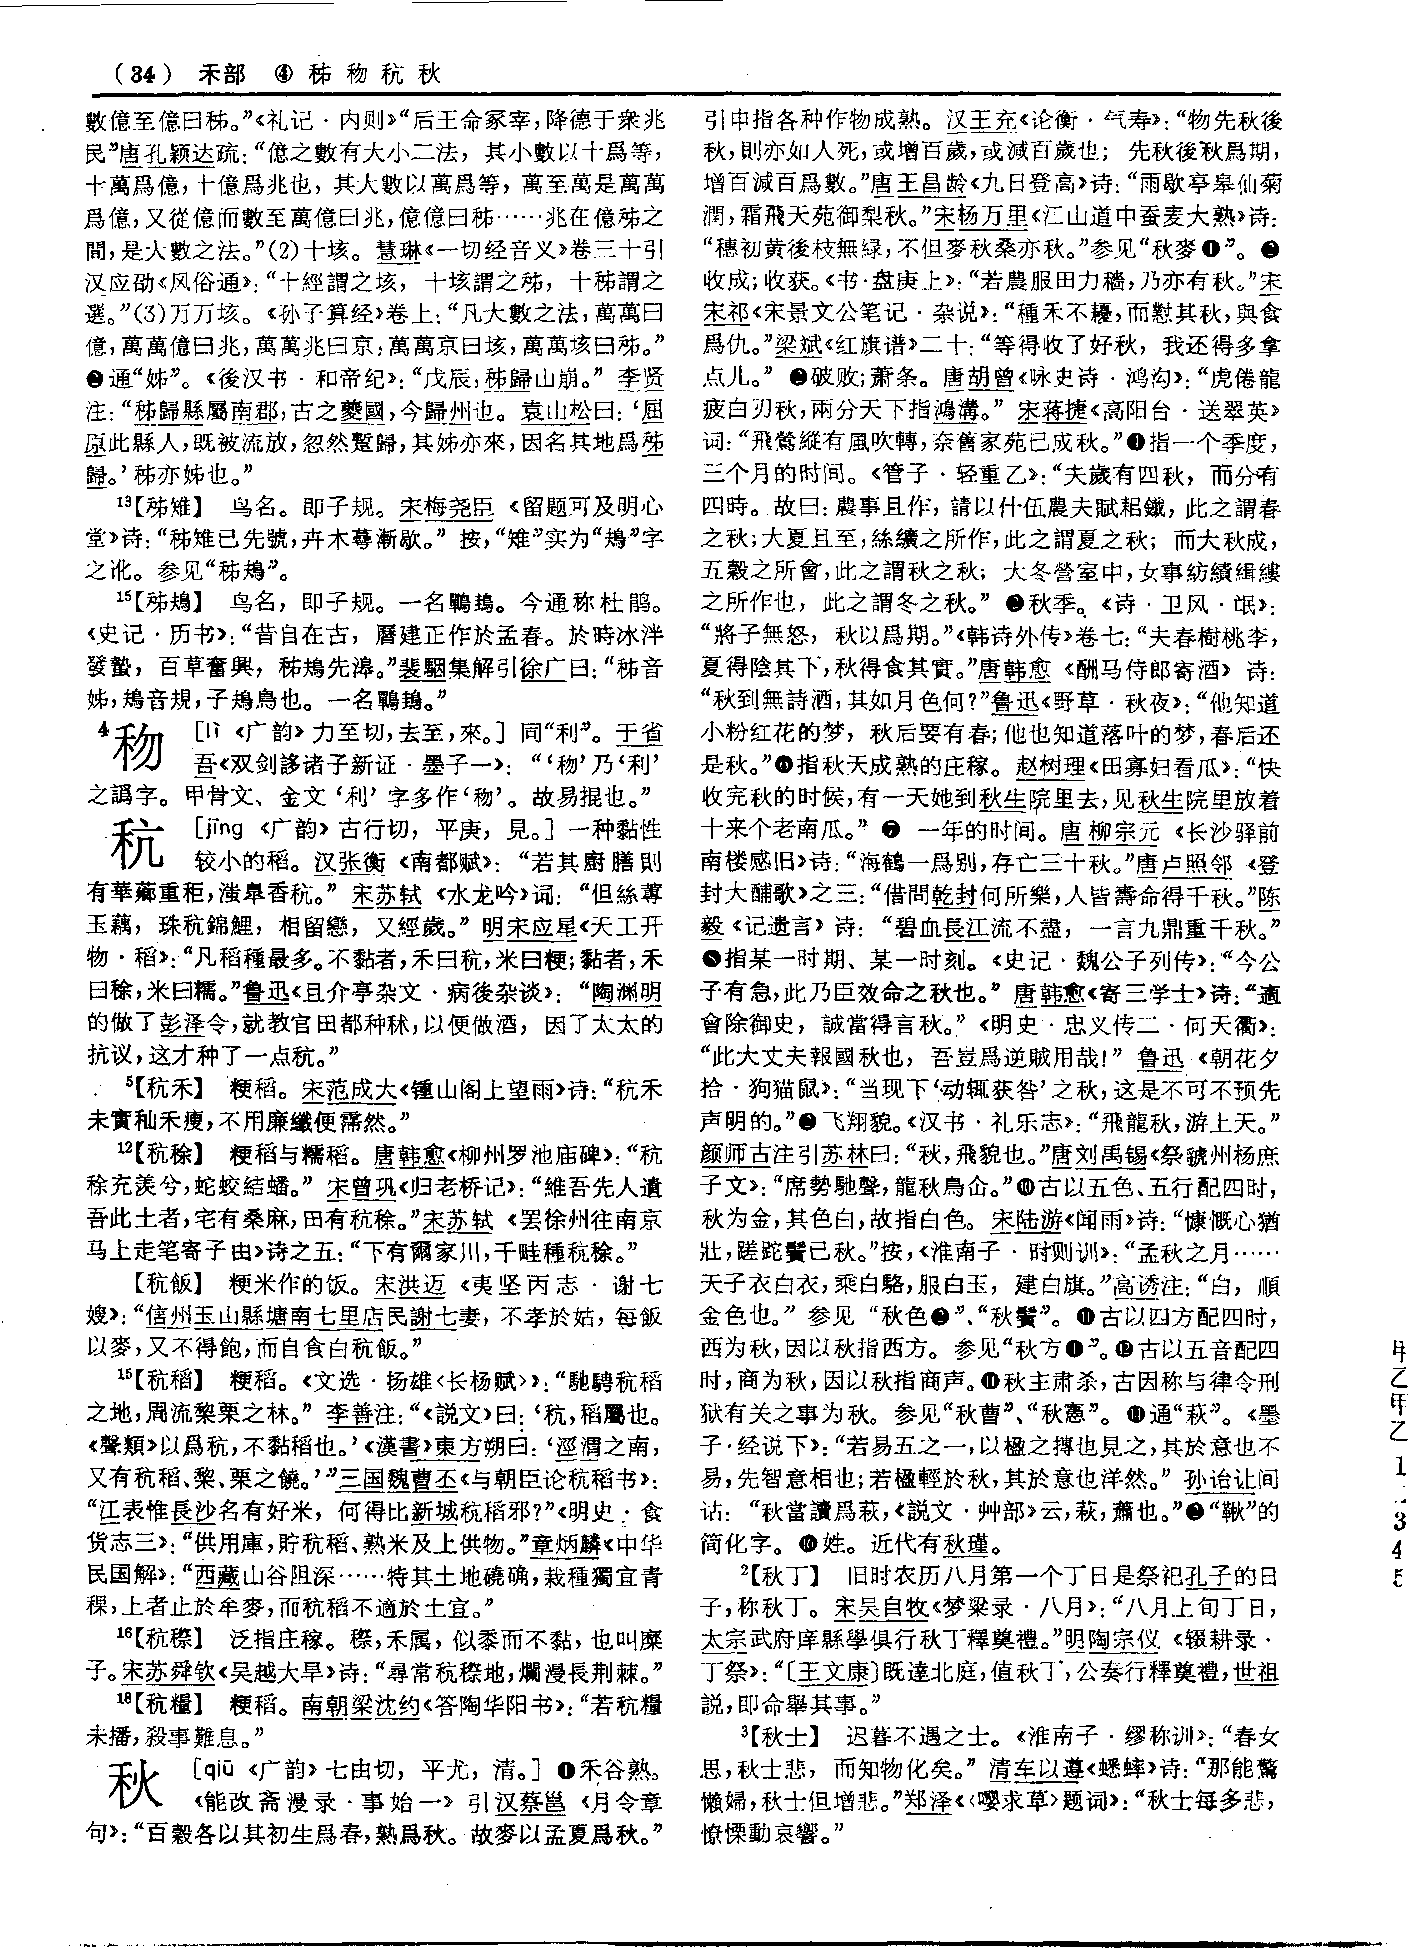 (34) 禾部 ④ 秭 秎 秔 秋
數億至億曰秭。”《礼记·内则》“后王命冢宰，降德于衆兆
民”唐孔颖达疏：“億之數有大小二法，其小數以十爲等，
十萬爲億，十億爲兆也，其大數以萬爲等，萬至萬是萬萬
爲億，又從億而數至萬億曰兆，億億曰秭……兆在億秭之
間，是大數之法。”(2)十垓。慧琳《一切经音义》卷三十引
汉应劭《风俗通》：“十經謂之垓，十垓謂之秭，十秭謂之
選。”(3)万万垓。《孙子算经》卷上：“凡大數之法，萬萬曰
億，萬萬億曰兆，萬萬兆曰京；萬萬京曰垓，萬萬垓曰秭。”
❷通“姊”。《後汉书·和帝纪》：“戊辰，秭歸山崩。”李贤
注：“秭歸縣屬南郡，古之夔國，今歸州也。袁山松曰：‘屈
原此縣人，既被流放，忽然蹔歸，其姊亦來，因名其地爲秭
歸。’秭亦姊也。”
13【秭雉】 鸟名。即子规。宋梅尧臣《留题可及明心
堂》诗：“秭雉已先號，卉木蕚漸歇。”按，“雉”实为“鳺”字
之讹。参见“秭鳺”。
15【秭鳺】 鸟名，即子规。一名鶗鴂。今通称杜鹃。
《史记·历书》：“昔自在古，曆建正作於孟春。於時冰泮
發蟄，百草奮興，秭鳺先滜。”裴駰集解引徐广曰：“秭音
姊，鳺音規，子鳺鳥也。一名鶗鴂。”
4秎 [lì 《广韵》力至切，去至，來。] 同“利”。于省
吾《双剑誃诸子新证·墨子一》：“‘秎’乃‘利’
之譌字。甲骨文、金文‘利’字多作‘秎’。故易掍也。”
秔 [jīng 《广韵》古行切，平庚，見。] 一种黏性
较小的稻。汉张衡《南都赋》：“若其廚膳則
有華薌重秬，滍臯香秔。”宋苏轼《水龙吟》词：“但絲蓴
玉藕，珠秔錦鯉，相留戀，又經歲。”明宋应星《天工开
物·稻》：“凡稻種最多。不黏者，禾曰秔，米曰粳；黏者，禾
曰稌，米曰糯。”鲁迅《且介亭杂文·病後杂谈》：“陶渊明
的做了彭泽令，就教官田都种秫，以便做酒，因了太太的
抗议，这才种了一点秔。”
5【秔禾】 粳稻。宋范成大《锺山阁上望雨》诗：“秔禾
未實秈禾瘦，不用廉纖便霈然。”
12【秔稌】 粳稻与糯稻。唐韩愈《柳州罗池庙碑》：“秔
稌充羡兮，蛇蛟結蟠。”宋曾巩《归老桥记》：“維吾先人遺
吾此土者，宅有桑麻，田有秔稌。”宋苏轼《罢徐州往南京
马上走笔寄子由》诗之五：“下有爾家川，千畦種秔稌。”
【秔飯】 粳米作的饭。宋洪迈《夷坚丙志·谢七
嫂》：“信州玉山縣塘南七里店民謝七妻，不孝於姑，每飯
以麥，又不得飽，而自食白秔飯。”
15【秔稻】 粳稻。《文选·扬雄〈长杨赋〉》：“馳騁秔稻
之地，周流棃栗之林。”李善注：“《説文》曰：‘秔，稻屬也。
《聲類》以爲秔，不黏稻也。’《漢書》東方朔曰：‘涇渭之南，
又有秔稻、棃、栗之饒。’”三国魏曹丕《与朝臣论秔稻书》：
“江表惟長沙名有好米，何得比新城秔稻邪？”《明史·食
货志三》：“供用庫，貯秔稻、熟米及上供物。”章炳麟《中华
民国解》：“西藏山谷阻深……特其土地磽确，栽種獨宜青
稞，上者止於牟麥，而秔稻不適於土宜。”
16【秔穄】 泛指庄稼。穄，禾属，似黍而不黏，也叫糜
子。宋苏舜钦《吴越大旱》诗：“尋常秔穄地，爛漫長荆棘。”
18【秔糧】 粳稻。南朝梁沈约《答陶华阳书》：“若秔糧
未播，殺事難息。”
秋 [qiū 《广韵》七由切，平尤，清。] ❶禾谷熟。
《能改斋漫录·事始一》引汉蔡邕《月令章
句》：“百穀各以其初生爲春，熟爲秋。故麥以孟夏爲秋。”
引申指各种作物成熟。汉王充《论衡·气寿》：“物先秋後
秋，則亦如人死，或增百歲，或減百歲也；先秋後秋爲期，
增百減百爲數。”唐王昌龄《九日登高》诗：“雨歇亭皋仙菊
潤，霜飛天苑御梨秋。”宋杨万里《江山道中蚕麦大熟》诗：
“穗初黄後枝無緑，不但麥秋桑亦秋。”参见“秋麥❶”。❷
收成；收获。《书·盘庚上》：“若農服田力穡，乃亦有秋。”宋
宋祁《宋景文公笔记·杂说》：“種禾不耰，而懟其秋，與食
爲仇。”梁斌《红旗谱》二十：“等得收了好秋，我还得多拿
点儿。”❸破败；萧条。唐胡曾《咏史诗·鸿沟》：“虎倦龍
疲白刃秋，兩分天下指鴻溝。”宋蒋捷《高阳台·送翠英》
词：“飛鶯縱有風吹轉，奈舊家苑已成秋。”❹指一个季度，
三个月的时间。《管子·轻重乙》：“夫歲有四秋，而分有
四時。故曰：農事且作，請以什伍農夫賦耜鐵，此之謂春
之秋；大夏且至，絲纊之所作，此之謂夏之秋；而大秋成，
五穀之所會，此之謂秋之秋；大冬營室中，女事紡績緝縷
之所作也，此之謂冬之秋。”❺秋季。《诗·卫风·氓》：
“將子無怒，秋以爲期。”《韩诗外传》卷七：“夫春樹桃李，
夏得陰其下，秋得食其實。”唐韩愈《酬马侍郎寄酒》诗：
“秋到無詩酒，其如月色何？”鲁迅《野草·秋夜》：“他知道
小粉红花的梦，秋后要有春；他也知道落叶的梦，春后还
是秋。”❻指秋天成熟的庄稼。赵树理《田寡妇看瓜》：“快
收完秋的时候，有一天她到秋生院里去，见秋生院里放着
十来个老南瓜。”❼ 一年的时间。唐柳宗元《长沙驿前
南楼感旧》诗：“海鶴一爲别，存亡三十秋。”唐卢照邻《登
封大酺歌》之三：“借問乾封何所樂，人皆壽命得千秋。”陈
毅《记遗言》诗：“碧血長江流不盡，一言九鼎重千秋。”
❽指某一时期、某一时刻。《史记·魏公子列传》：“今公
子有急，此乃臣效命之秋也。”唐韩愈《寄三学士》诗：“適
會除御史，誠當得言秋。”《明史·忠义传二·何天衢》：
“此大丈夫報國秋也，吾豈爲逆賊用哉！”鲁迅《朝花夕
拾·狗猫鼠》：“当现下‘动辄获咎’之秋，这是不可不预先
声明的。”❾飞翔貌。《汉书·礼乐志》：“飛龍秋，游上天。”
颜师古注引苏林曰：“秋，飛貌也。”唐刘禹锡《祭虢州杨庶
子文》：“席勢馳聲，龍秋鳥企。”❿古以五色、五行配四时，
秋为金，其色白，故指白色。宋陆游《闻雨》诗：“慷慨心猶
壯，蹉跎鬢已秋。”按，《淮南子·时则训》：“孟秋之月……
天子衣白衣，乘白駱，服白玉，建白旗。”高诱注：“白，順
金色也。”参见“秋色❷”、“秋鬢”。⓫古以四方配四时，
西为秋，因以秋指西方。参见“秋方❶”。⓬古以五音配四
时，商为秋，因以秋指商声。⓭秋主肃杀，古因称与律令刑
狱有关之事为秋。参见“秋曹”、“秋憲”。⓮通“萩”。《墨
子·经说下》：“若易五之一，以楹之摶也見之，其於意也不
易，先智意相也；若楹輕於秋，其於意也洋然。”孙诒让间
诂：“秋當讀爲萩，《説文·艸部》云，萩，蕭也。”⓯“鞦”的
简化字。⓰姓。近代有秋瑾。
2【秋丁】 旧时农历八月第一个丁日是祭祀孔子的日
子，称秋丁。宋吴自牧《梦粱录·八月》：“八月上旬丁日，
太宗武府庠縣學俱行秋丁釋奠禮。”明陶宗仪《辍耕录·
丁祭》：“〔王文康〕既達北庭，值秋丁，公奏行釋奠禮，世祖
説，即命舉其事。”
3【秋士】 迟暮不遇之士。《淮南子·缪称训》：“春女
思，秋士悲，而知物化矣。”清车以遵《蟋蟀》诗：“那能驚
懶婦，秋士但增悲。”郑泽《〈嘤求草〉题词》：“秋士每多悲，
憭慄動哀響。”